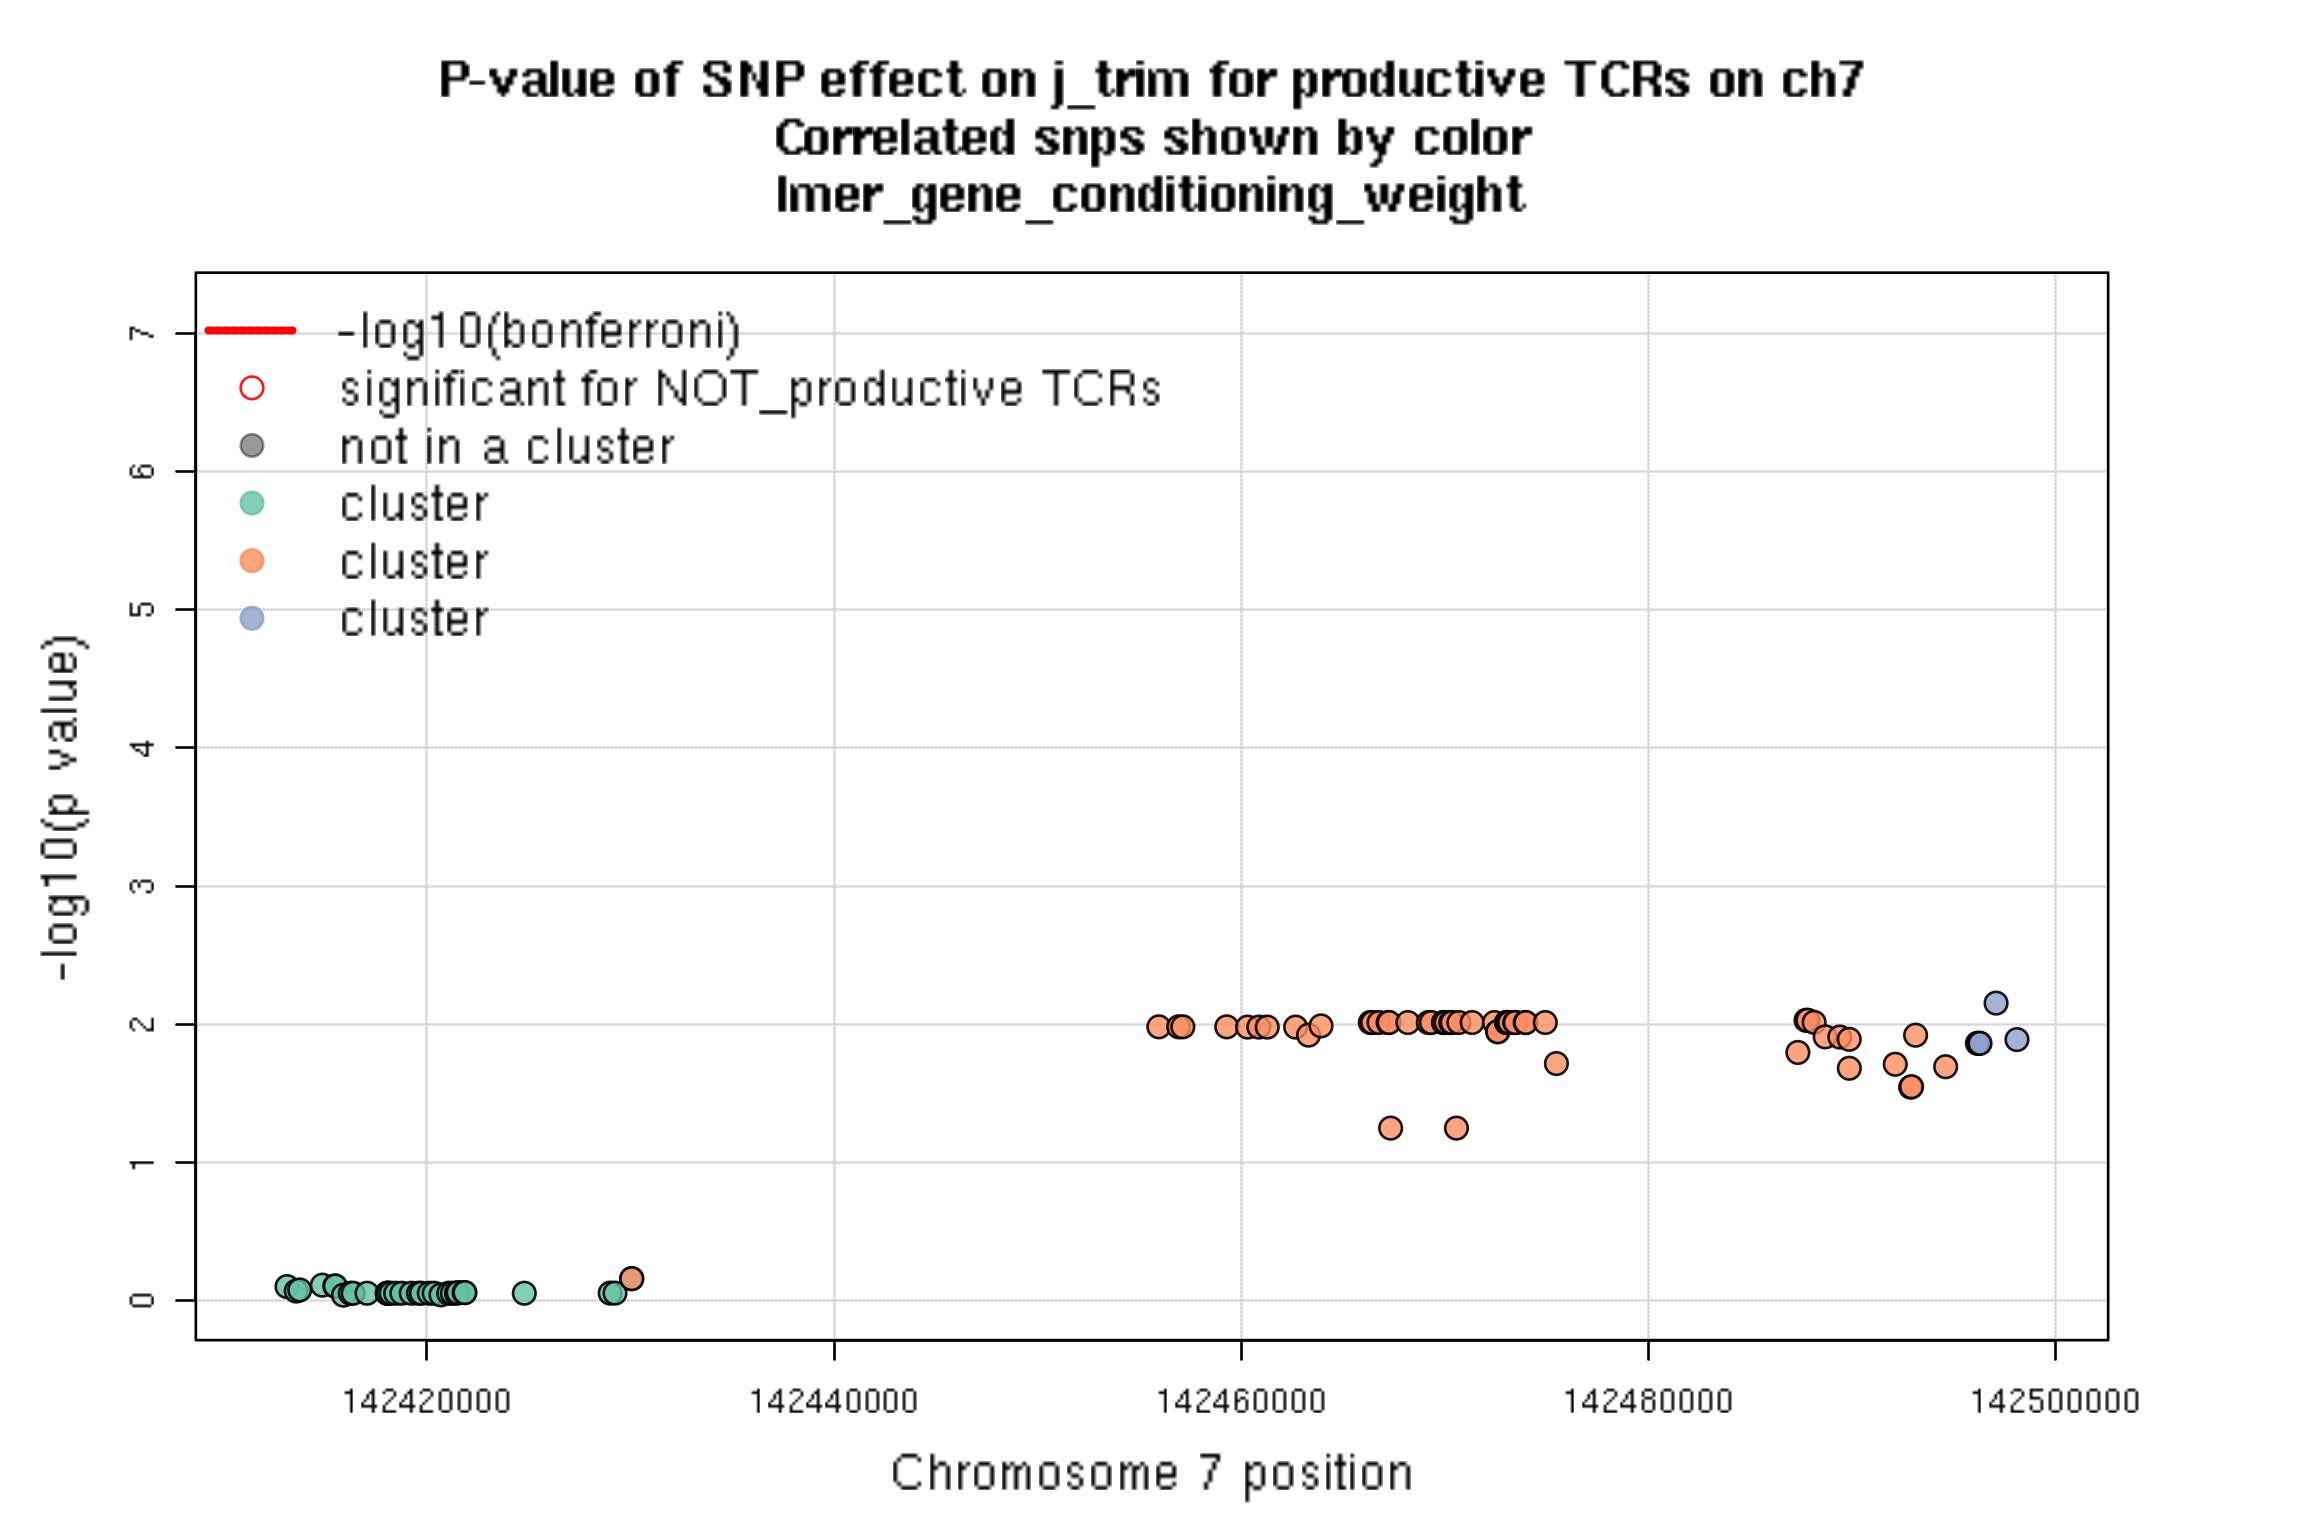 P-value of SNP effect on j_trim for productive TCRs on ch7
Correlated snps shown by color
lmer_gene_conditioning_weight
-log10(bonferroni)
significant for NOT_productive TCRs
not in a cluster
cluster
cluster
cluster
-log10(p value)
7
6
5
4
3
2
1
0
142420000 142440000 142460000 142480000 142500000
Chromosome 7 position